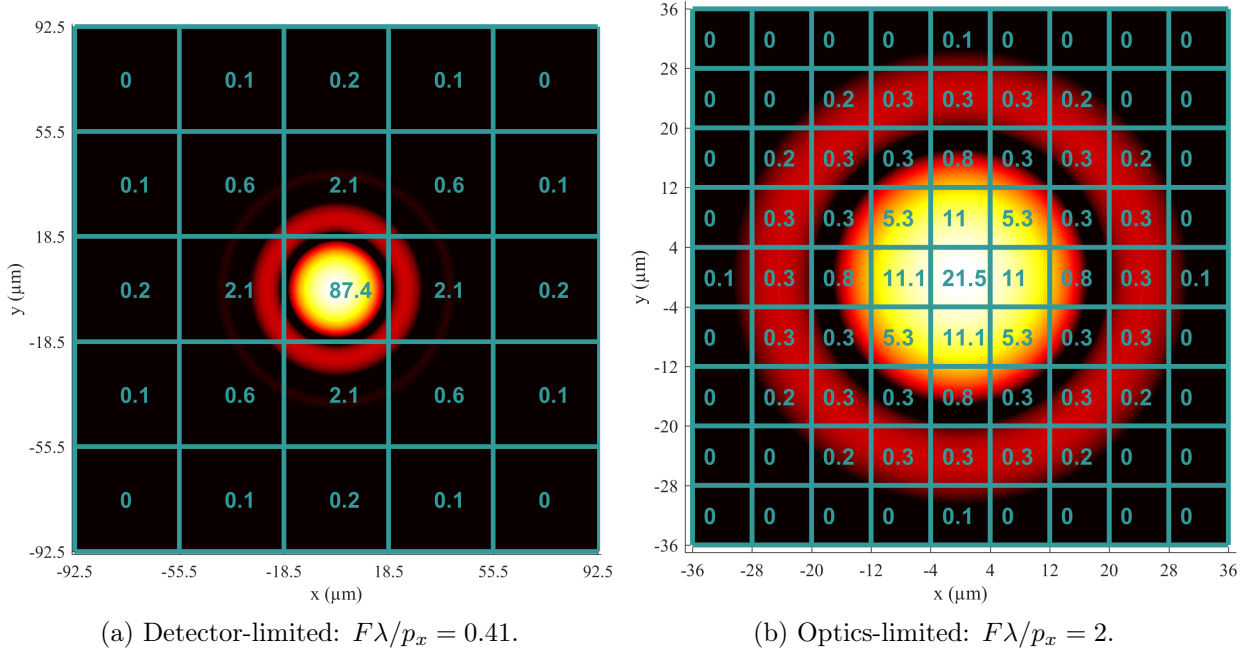 92.5
0 0.1 0.2 0.1 0
55.5
0.1 0.6 2.1 0.6 0.1
18.5
y (µm)
0.2 2.1 87.4 2.1 0.2
-18.5
0.1 0.6 2.1 0.6 0.1
-55.5
0 0.1 0.2 0.1 0
-92.5
-92.5 -55.5 -18.5 18.5 55.5 92.5
x (µm)
(a) Detector-limited: Fλ/pₓ = 0.41.
36
0 0 0 0 0.1 0 0 0 0
28
0 0 0.2 0.3 0.3 0.3 0.2 0 0
20
0 0.2 0.3 0.3 0.8 0.3 0.3 0.2 0
12
0 0.3 0.3 5.3 11 5.3 0.3 0.3 0
4
y (µm)
0.1 0.3 0.8 11.1 21.5 11 0.8 0.3 0.1
-4
0 0.3 0.3 5.3 11.1 5.3 0.3 0.3 0
-12
0 0.2 0.3 0.3 0.8 0.3 0.3 0.2 0
-20
0 0 0.2 0.3 0.3 0.3 0.2 0 0
-28
0 0 0 0 0.1 0 0 0 0
-36
-36 -28 -20 -12 -4 4 12 20 28 36
x (µm)
(b) Optics-limited: Fλ/pₓ = 2.